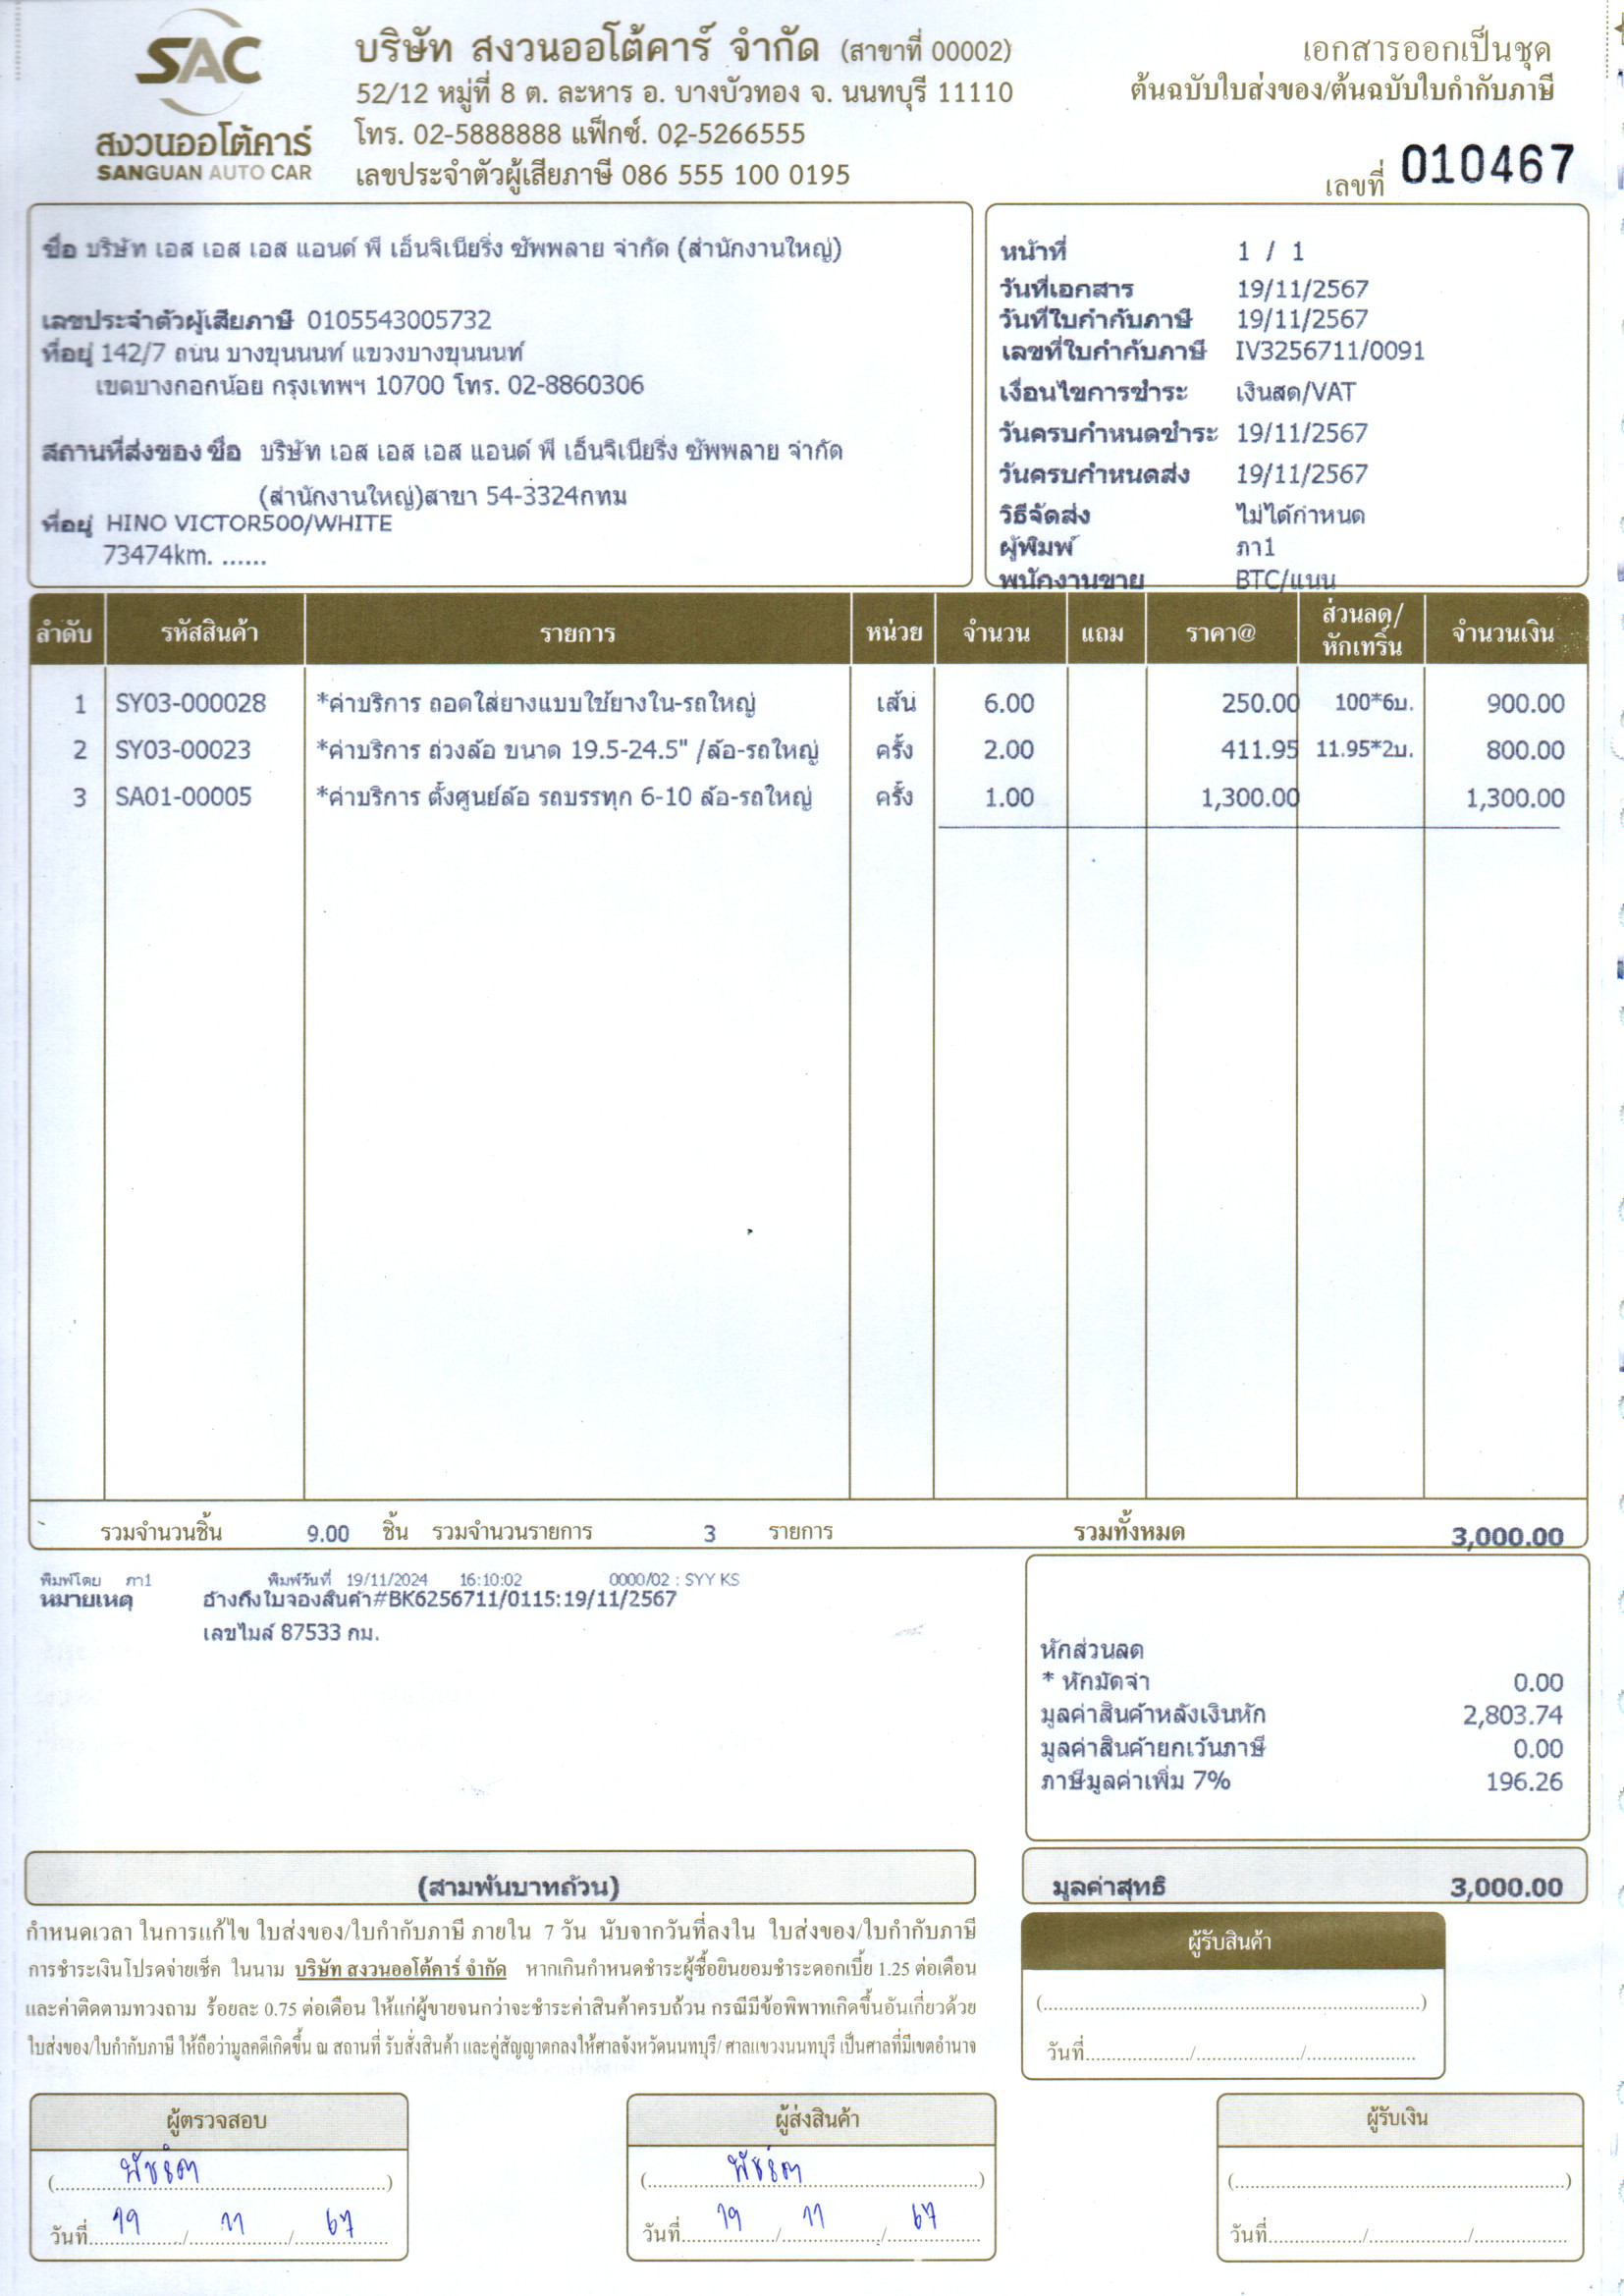 SAC
สงวนออโต้คาร์
SANGUAN AUTO CAR
บริษัท สงวนออโต้คาร์ จำกัด (สาขาที่ 00002)
52/12 หมู่ที่ 8 ต. ละหาร อ. บางบัวทอง จ. นนทบุรี 11110
โทร. 02-5888888 แฟ็กซ์. 02-5266555
เลขประจำตัวผู้เสียภาษี 086 555 100 0195
เอกสารออกเป็นชุด
ต้นฉบับใบส่งของ/ต้นฉบับใบกำกับภาษี
เลขที่ 010467
ชื่อ บริษัท เอส เอส เอส แอนด์ พี เอ็นจิเนียริ่ง ซัพพลาย จำกัด (สำนักงานใหญ่)
เลขประจำตัวผู้เสียภาษี 0105543005732
ที่อยู่ 142/7 ถนน บางขุนนนท์ แขวงบางขุนนนท์
เขตบางกอกน้อย กรุงเทพฯ 10700 โทร. 02-8860306
สถานที่ส่งของ ชื่อ บริษัท เอส เอส เอส แอนด์ พี เอ็นจิเนียริ่ง ซัพพลาย จำกัด
(สำนักงานใหญ่)สาขา 54-3324กทม
ที่อยู่ HINO VICTOR500/WHITE
73474km. ......
หน้าที่ 1 / 1
วันที่เอกสาร 19/11/2567
วันที่ใบกำกับภาษี 19/11/2567
เลขที่ใบกำกับภาษี IV3256711/0091
เงื่อนไขการชำระ เงินสด/VAT
วันครบกำหนดชำระ 19/11/2567
วันครบกำหนดส่ง 19/11/2567
วิธีจัดส่ง ไม่ได้กำหนด
ผู้พิมพ์ ภา1
พนักงานขาย BTC/แนน
ลำดับ รหัสสินค้า รายการ หน่วย จำนวน แถม ราคา@ ส่วนลด/หักเทริ์น จำนวนเงิน
1 SY03-000028 *ค่าบริการ ถอดใส่ยางแบบใช้ยางใน-รถใหญ่ เส้น 6.00 250.00 100*6บ. 900.00
2 SY03-00023 *ค่าบริการ ถ่วงล้อ ขนาด 19.5-24.5" /ล้อ-รถใหญ่ ครั้ง 2.00 411.95 11.95*2บ. 800.00
3 SA01-00005 *ค่าบริการ ตั้งศูนย์ล้อ รถบรรทุก 6-10 ล้อ-รถใหญ่ ครั้ง 1.00 1,300.00 1,300.00
รวมจำนวนชิ้น 9.00 ชิ้น รวมจำนวนรายการ 3 รายการ รวมทั้งหมด 3,000.00
พิมพ์โดย ภา1 พิมพ์วันที่ 19/11/2024 16:10:02 0000/02 : SYY KS
หมายเหตุ อ้างถึงใบจองสินค้า#BK6256711/0115:19/11/2567
เลขไมล์ 87533 กม.
หักส่วนลด
* หักมัดจำ 0.00
มูลค่าสินค้าหลังเงินหัก 2,803.74
มูลค่าสินค้ายกเว้นภาษี 0.00
ภาษีมูลค่าเพิ่ม 7% 196.26
(สามพันบาทถ้วน) มูลค่าสุทธิ 3,000.00
กำหนดเวลา ในการแก้ไข ใบส่งของ/ใบกำกับภาษี ภายใน 7 วัน นับจากวันที่ลงใน ใบส่งของ/ใบกำกับภาษี
การชำระเงินโปรดจ่ายเช็ค ในนาม บริษัท สงวนออโต้คาร์ จำกัด หากเกินกำหนดชำระผู้ซื้อยินยอมชำระดอกเบี้ย 1.25 ต่อเดือน
และค่าติดตามทวงถาม ร้อยละ 0.75 ต่อเดือน ให้แก่ผู้ขายจนกว่าจะชำระค่าสินค้าครบถ้วน กรณีมีข้อพิพาทเกิดขึ้นอันเกี่ยวด้วย
ใบส่งของ/ใบกำกับภาษี ให้ถือว่ามูลคดีเกิดขึ้น ณ สถานที่ รับสั่งสินค้า และคู่สัญญาตกลงให้ศาลจังหวัดนนทบุรี/ ศาลแขวงนนทบุรี เป็นศาลที่มีเขตอำนาจ
ผู้รับสินค้า
(......................)
วันที่........../........../..........
ผู้ตรวจสอบ
วันที่ 19 / 11 / 67
ผู้ส่งสินค้า
วันที่ 19 / 11 / 67
ผู้รับเงิน
(......................)
วันที่........../........../..........